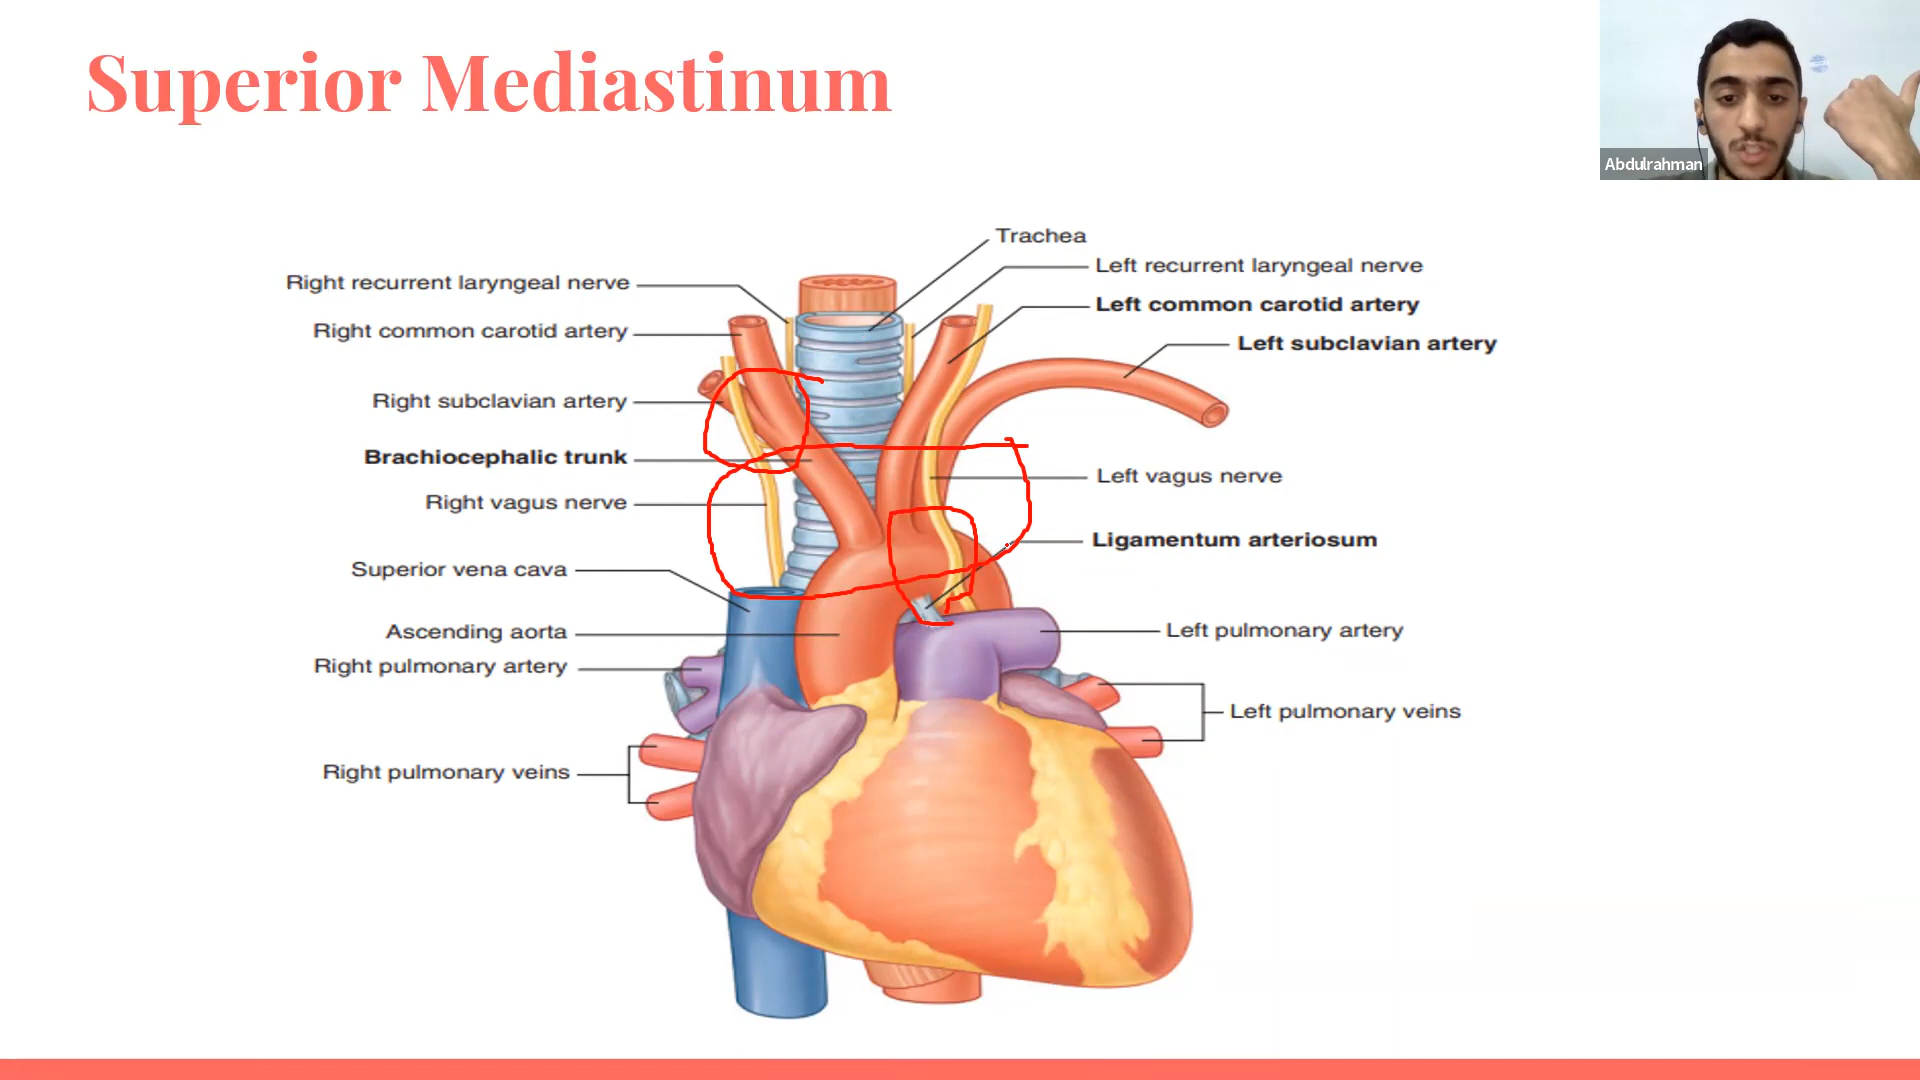 Superior Mediastinum
Abdulrahman
Trachea
Left recurrent laryngeal nerve
Right recurrent laryngeal nerve
Left common carotid artery
Right common carotid artery
Left subclavian artery
Right subclavian artery
Brachiocephalic trunk
Left vagus nerve
Right vagus nerve
Ligamentum arteriosum
Superior vena cava
Ascending aorta
Left pulmonary artery
Right pulmonary artery
Left pulmonary veins
Right pulmonary veins